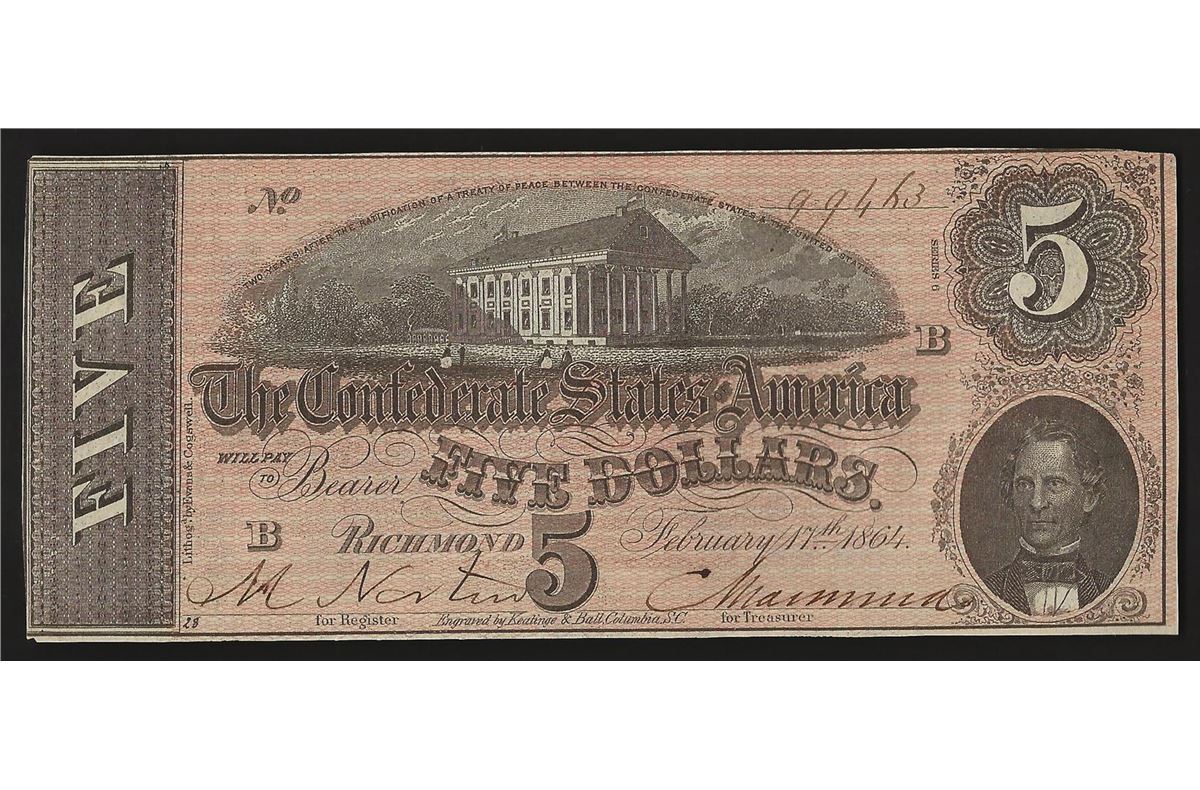 FIVE
Nº 99463
TWO YEARS AFTER THE RATIFICATION OF A TREATY OF PEACE BETWEEN THE CONFEDERATE STATES & THE UNITED STATES
SERIES 6
5
B
The Confederate States of America
WILL PAY TO Bearer FIVE DOLLARS.
B RICHMOND 5 February 17th 1864.
M Norton
for Register
Engraved by Keatinge & Ball, Columbia, S.C.
for Treasurer
28
Lithog'd by Evans & Cogswell.